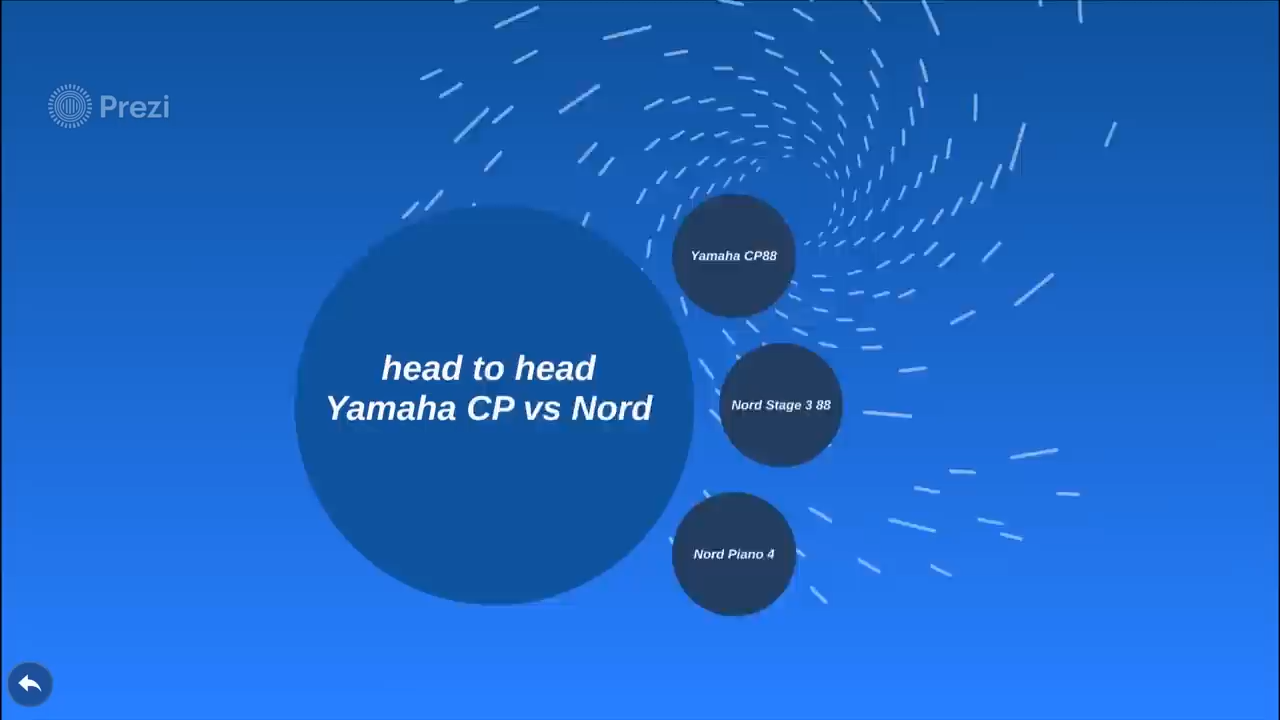 Prezi
head to head
Yamaha CP vs Nord
Yamaha CP88
Nord Stage 3 88
Nord Piano 4